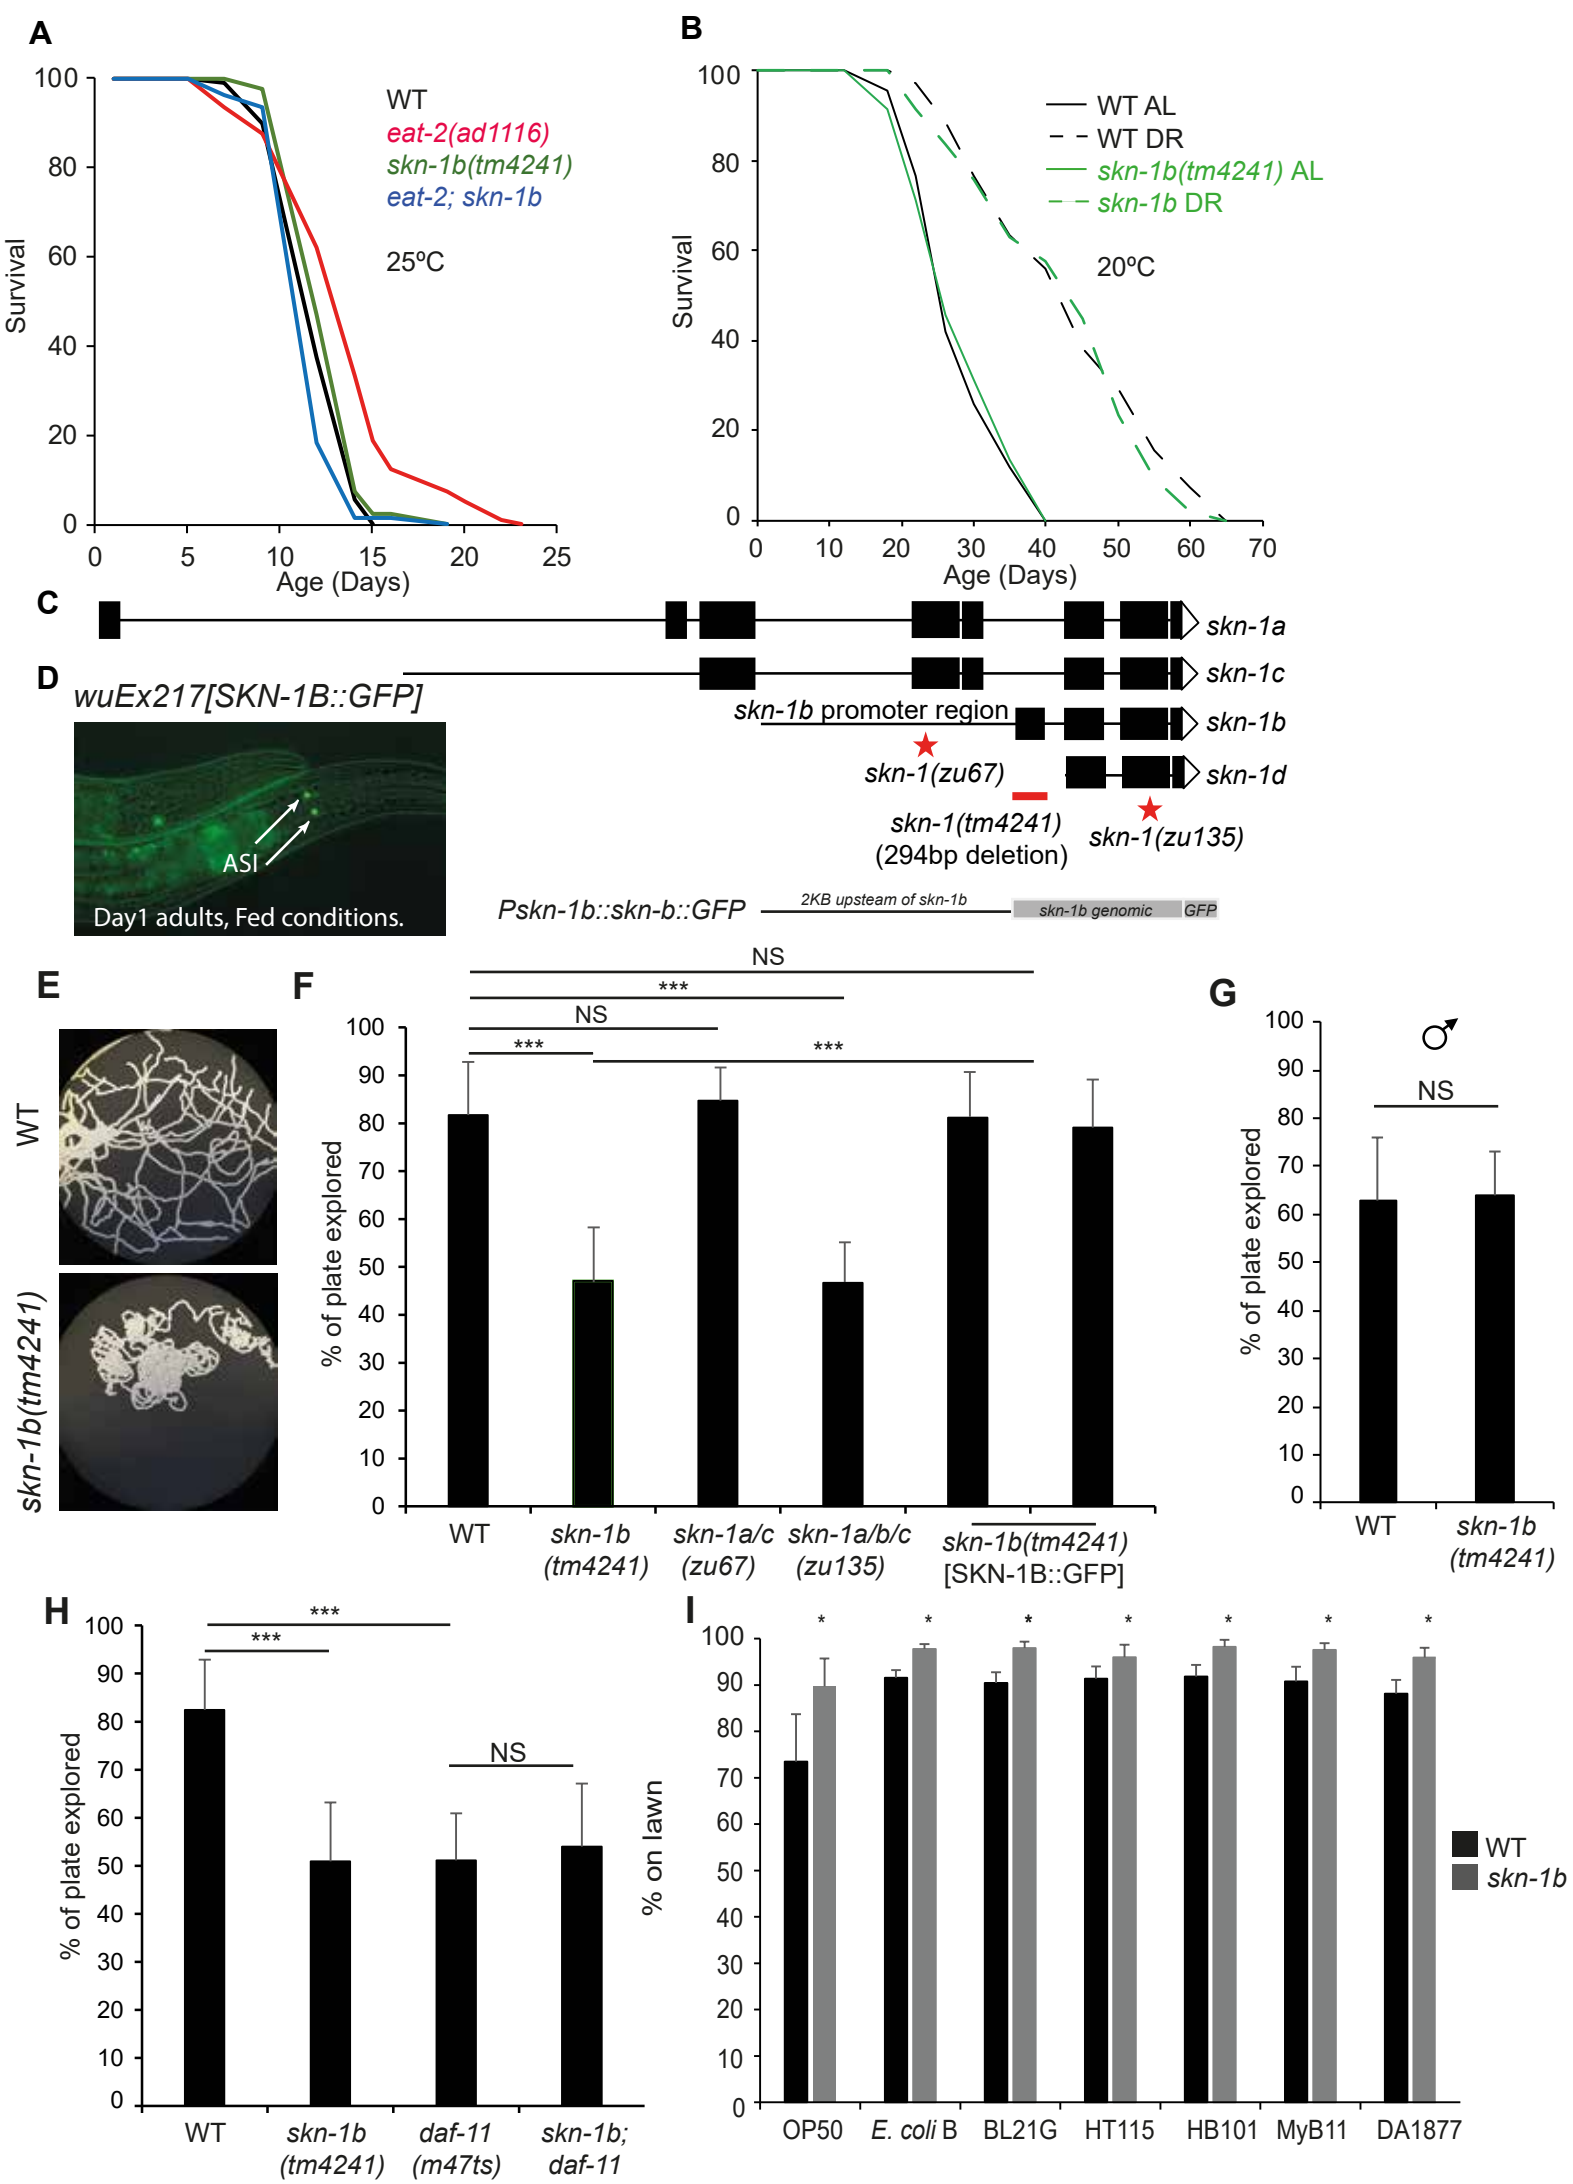 A
100
80
60
40
20
0
0 5 10 15 20 25
Survival
Age (Days)
WT
eat-2(ad1116)
skn-1b(tm4241)
eat-2; skn-1b
25ºC
B
100
80
60
40
20
0
0 10 20 30 40 50 60 70
Survival
Age (Days)
WT AL
WT DR
skn-1b(tm4241) AL
skn-1b DR
20ºC
C
skn-1a
skn-1c
skn-1b promoter region
skn-1b
skn-1(zu67)
skn-1d
skn-1(tm4241)
(294bp deletion)
skn-1(zu135)
Pskn-1b::skn-b::GFP
2KB upsteam of skn-1b
skn-1b genomic
GFP
D
wuEx217[SKN-1B::GFP]
ASI
Day1 adults, Fed conditions.
E
WT
skn-1b(tm4241)
F
NS
***
NS
***
***
100
90
80
70
60
50
40
30
20
10
0
% of plate explored
WT
skn-1b
(tm4241)
skn-1a/c
(zu67)
skn-1a/b/c
(zu135)
skn-1b(tm4241)
[SKN-1B::GFP]
G
♂
NS
100
90
80
70
60
50
40
30
20
10
0
% of plate explored
WT
skn-1b
(tm4241)
H
***
***
NS
100
90
80
70
60
50
40
30
20
10
0
% of plate explored
WT
skn-1b
(tm4241)
daf-11
(m47ts)
skn-1b;
daf-11
I
* * * * * * *
100
90
80
70
60
50
40
30
20
10
0
% on lawn
OP50 E. coli B BL21G HT115 HB101 MyB11 DA1877
WT
skn-1b